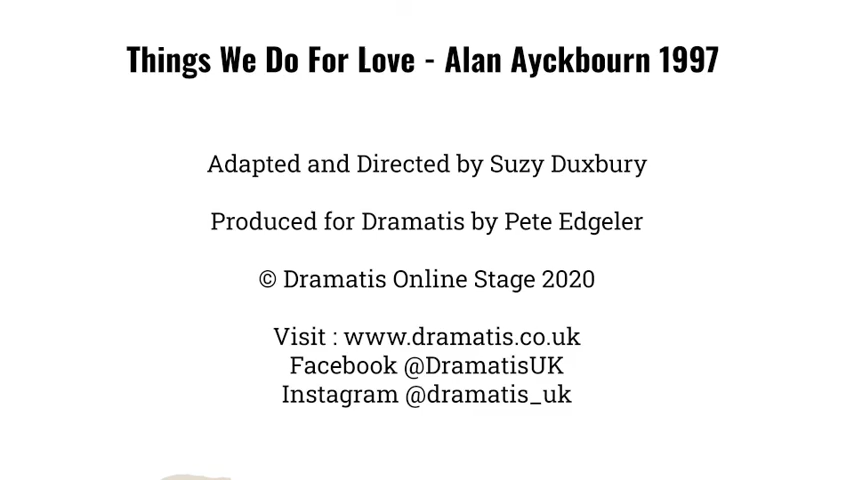 Things We Do For Love - Alan Ayckbourn 1997
Adapted and Directed by Suzy Duxbury
Produced for Dramatis by Pete Edgeler
© Dramatis Online Stage 2020
Visit : www.dramatis.co.uk
Facebook @DramatisUK
Instagram @dramatis_uk